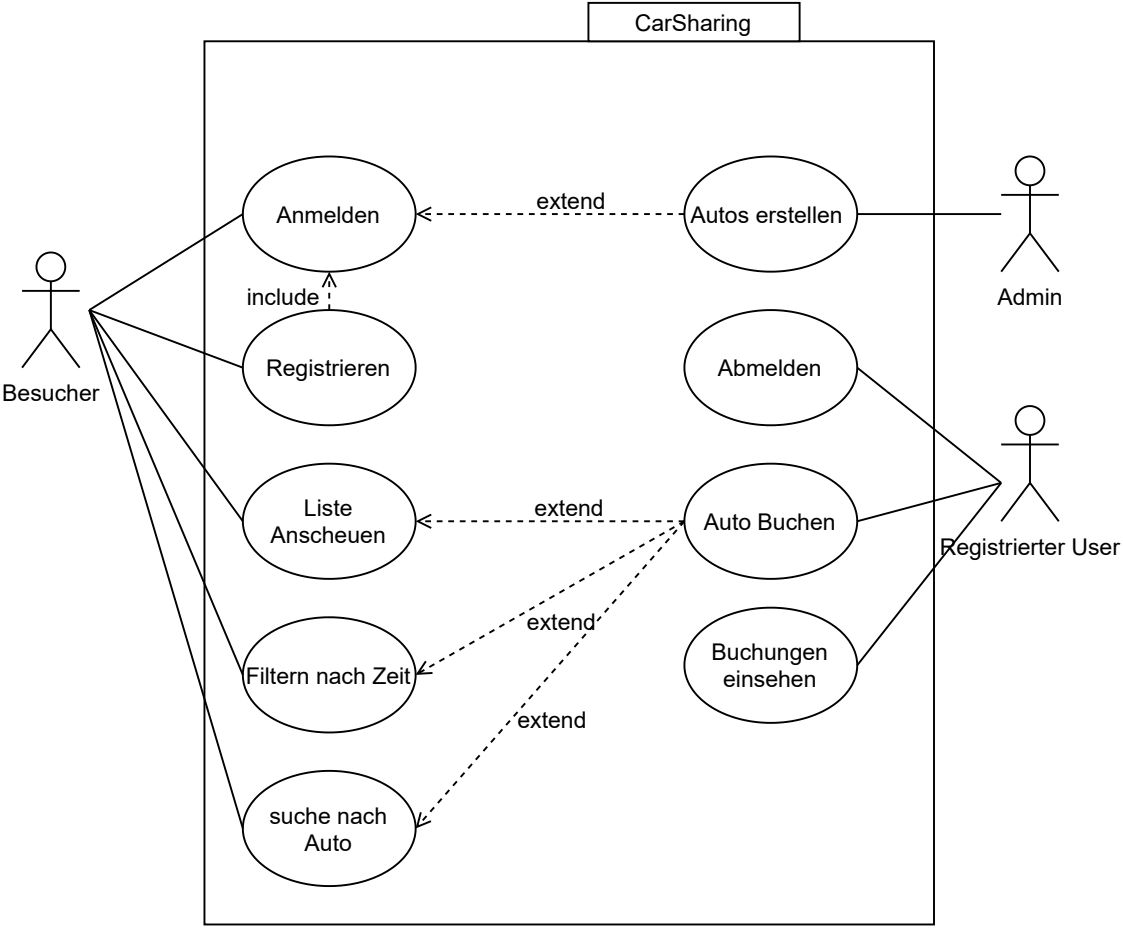 CarSharing
Anmelden
extend
Autos erstellen
include
Admin
Registrieren
Abmelden
Besucher
Liste
Anscheuen
extend
Auto Buchen
Registrierter User
extend
Filtern nach Zeit
Buchungen
einsehen
extend
suche nach
Auto